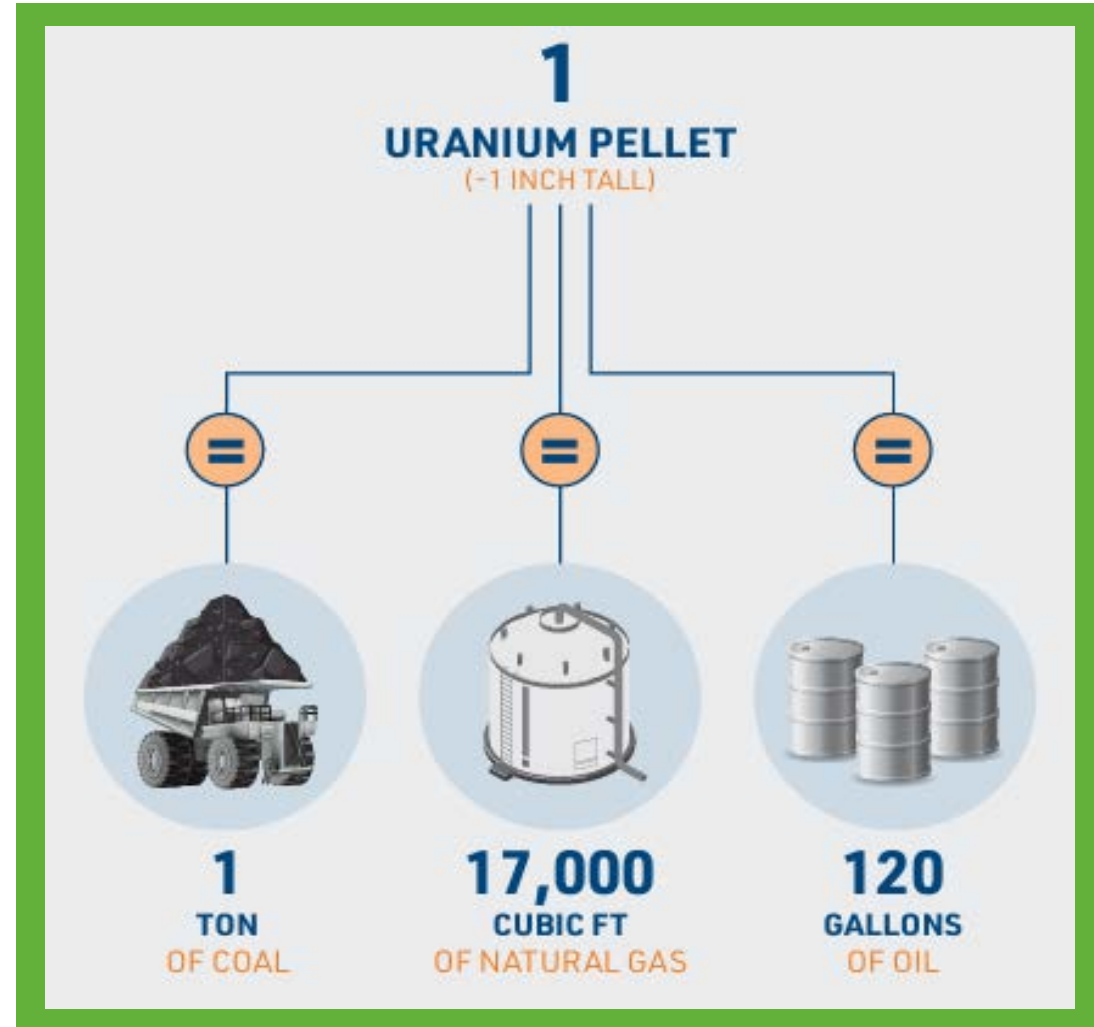 1
URANIUM PELLET
(~1 INCH TALL)
=
=
=
1
TON
OF COAL
17,000
CUBIC FT
OF NATURAL GAS
120
GALLONS
OF OIL